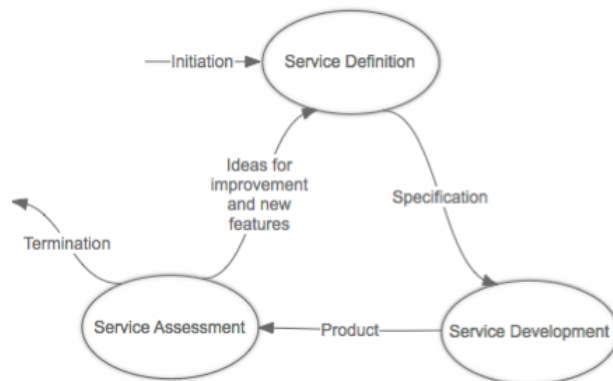 Initiation
Service Definition
Ideas for
improvement
and new
features
Specification
Termination
Service Assessment
Product
Service Development